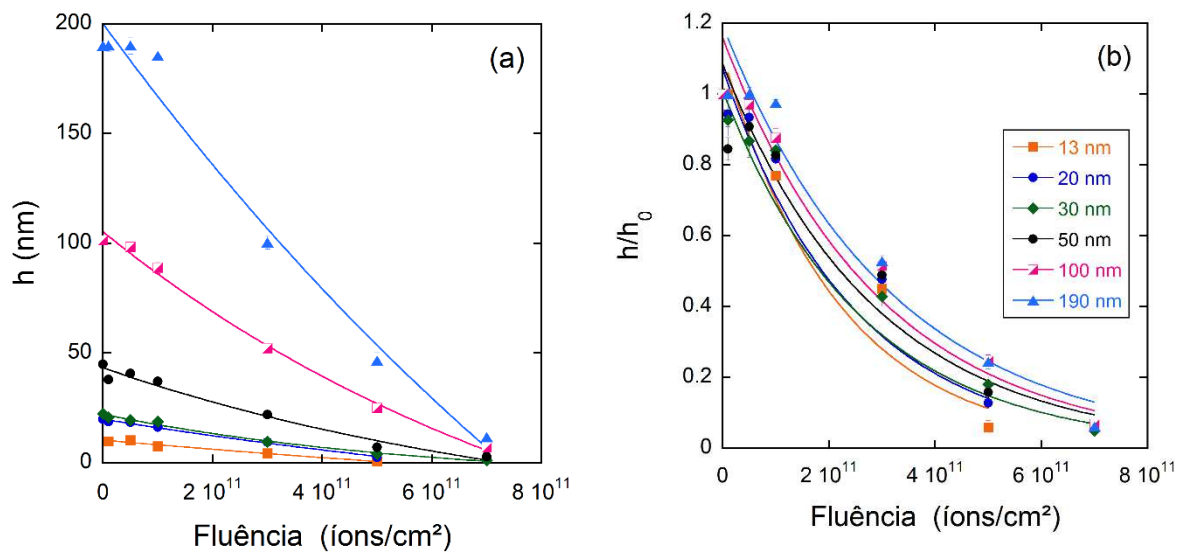 (a)
h (nm)
200
150
100
50
0
0
2 10¹¹
4 10¹¹
6 10¹¹
8 10¹¹
Fluência (íons/cm²)
(b)
h/h₀
1.2
1
0.8
0.6
0.4
0.2
0
13 nm
20 nm
30 nm
50 nm
100 nm
190 nm
0
2 10¹¹
4 10¹¹
6 10¹¹
8 10¹¹
Fluência (íons/cm²)